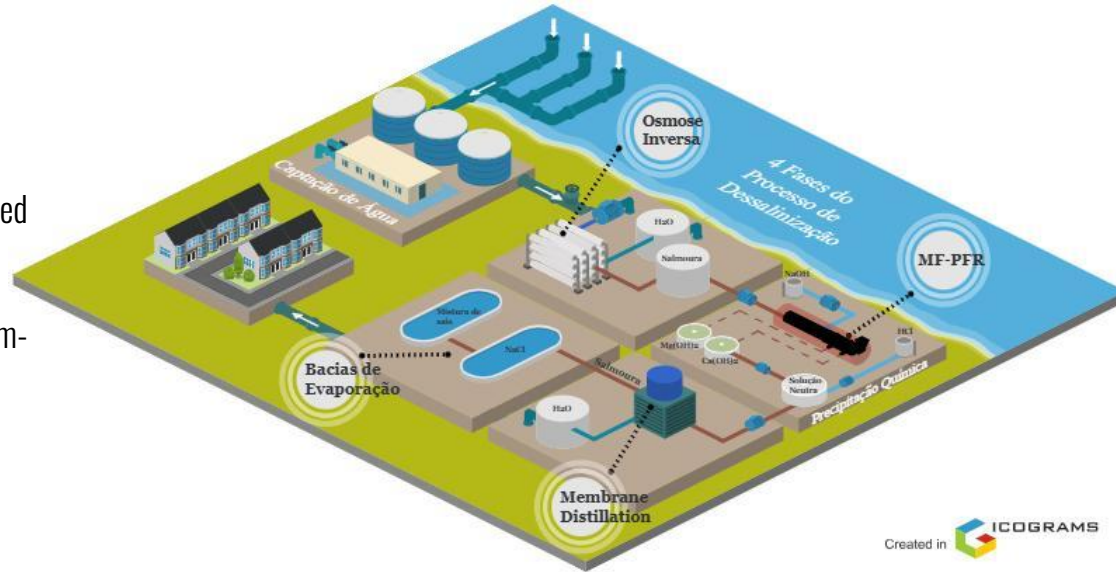 ed
m-
Osmose
Inversa
4 Fases do
Processo de
Dessalinização
Captação de Água
H2O
Salmoura
MF-PFR
NaOH
HCl
Mistura de
sais
NaCl
Mg(OH)2
Ca(OH)2
Solução
Neutra
Precipitação Química
Bacias de
Evaporação
Salmoura
H2O
Membrane
Distillation
Created in
ICOGRAMS